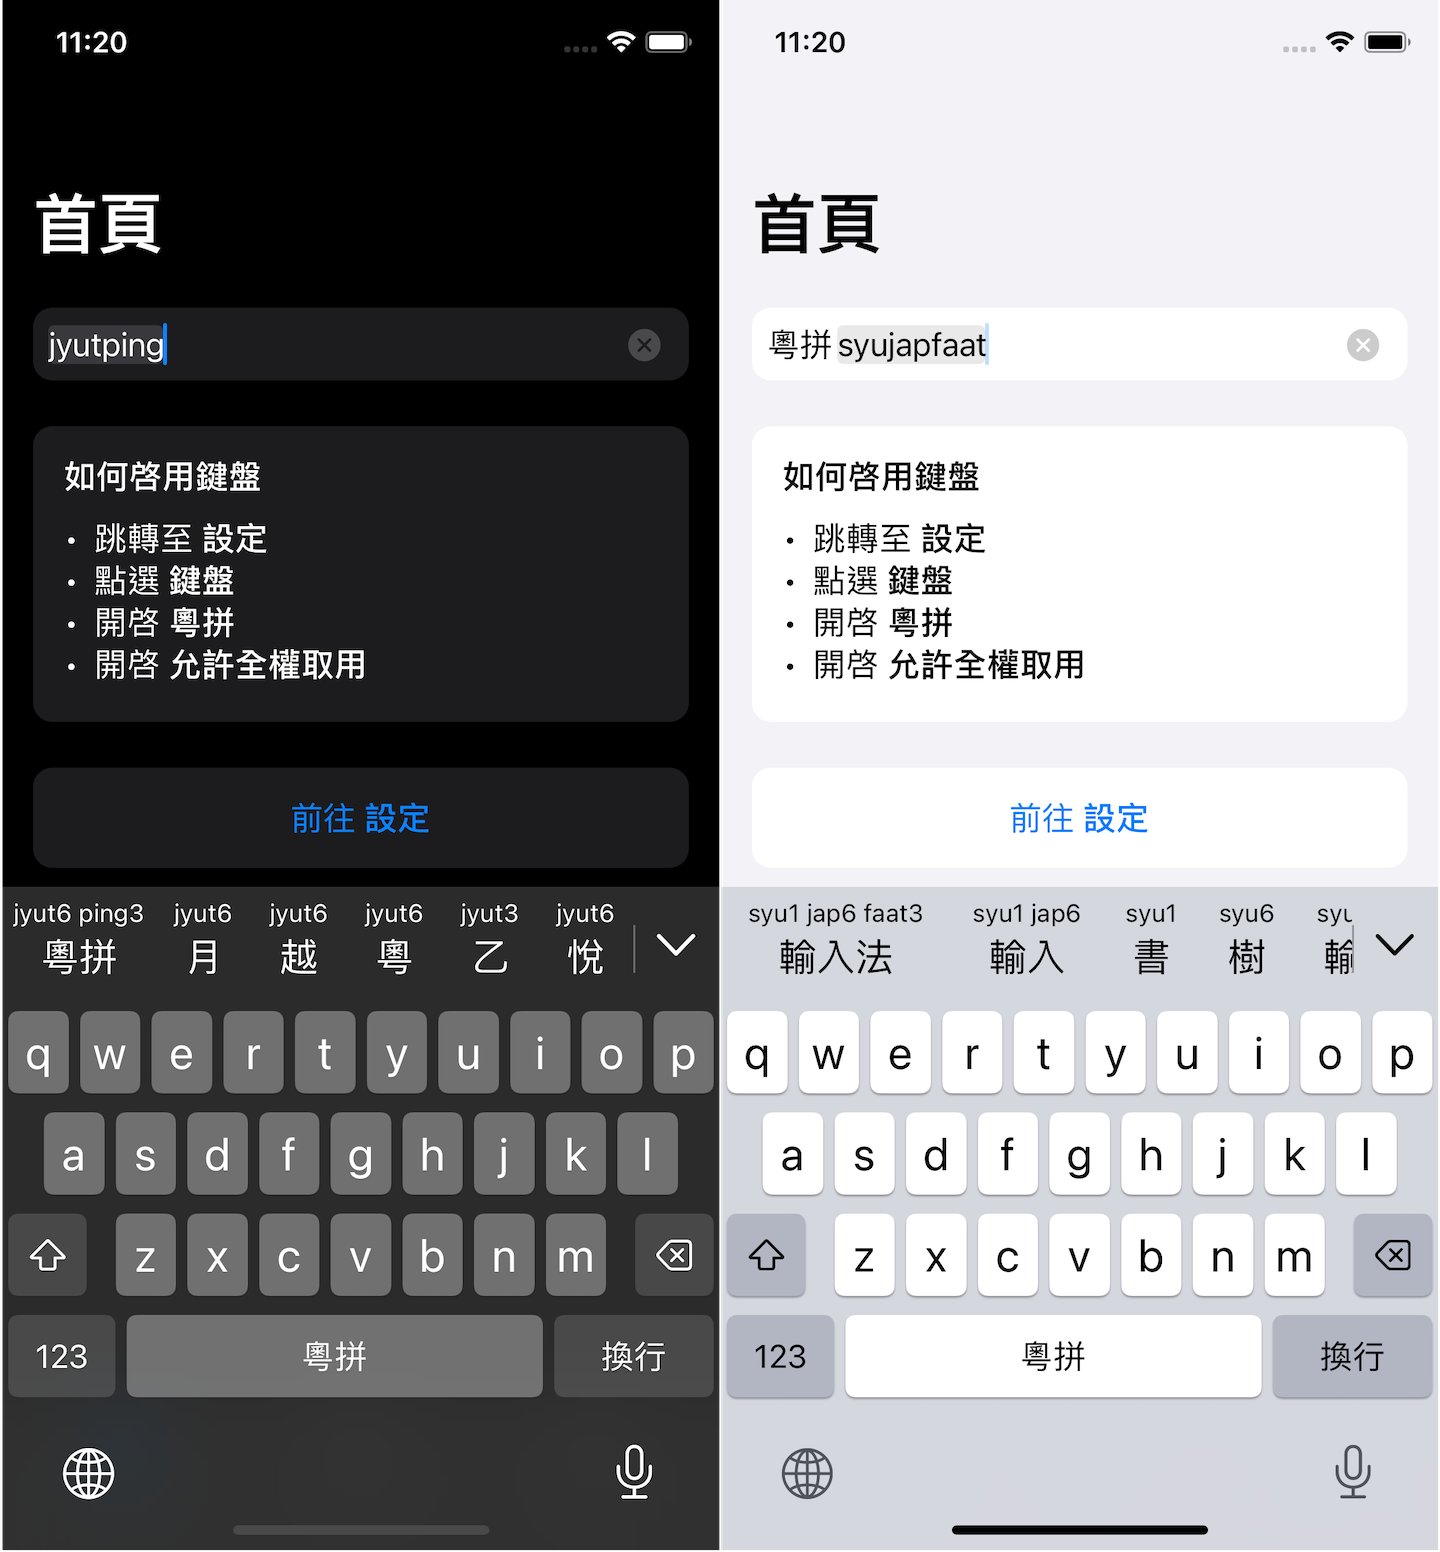 11:20
首頁
jyutping
如何啓用鍵盤
• 跳轉至 設定
• 點選 鍵盤
• 開啓 粵拼
• 開啓 允許全權取用
前往 設定
jyut6 ping3 jyut6 jyut6 jyut6 jyut3 jyut6
粵拼 月 越 粵 乙 悅
q w e r t y u i o p
a s d f g h j k l
z x c v b n m
123 粵拼 換行
11:20
首頁
粵拼 syujapfaat
如何啓用鍵盤
• 跳轉至 設定
• 點選 鍵盤
• 開啓 粵拼
• 開啓 允許全權取用
前往 設定
syu1 jap6 faat3 syu1 jap6 syu1 syu6 syu
輸入法 輸入 書 樹 輸
q w e r t y u i o p
a s d f g h j k l
z x c v b n m
123 粵拼 換行